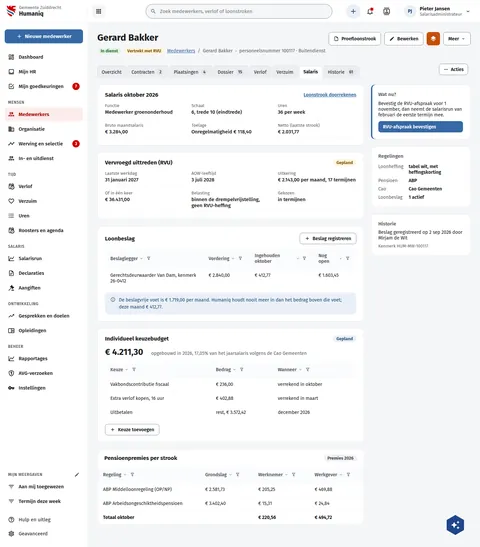 Gemeente Zuiddrecht
Humaniq
Zoek medewerkers, verlof of loonstroken
Pieter Jansen
Salarisadministrateur
PJ
+ Nieuwe medewerker
Dashboard
Mijn HR
Mijn goedkeuringen
MENSEN
Medewerkers
Organisatie
Werving en selectie
In- en uitdienst
TIJD
Verlof
Verzuim
Uren
Roosters en agenda
SALARIS
Salarisrun
Declaraties
Aangiften
ONTWIKKELING
Gesprekken en doelen
Opleidingen
BEHEER
Rapportages
AVG-verzoeken
Instellingen
MIJN WEERGAVEN
Aan mij toegewezen
Termijn deze week
Hulp en uitleg
Geavanceerd
Gerard Bakker
In dienst
Vertrekt met RVU
Medewerkers / Gerard Bakker - personeelsnummer 100117 · Buitendienst
Proefloonstrook
Bewerken
Meer
Overzicht
Contracten 2
Plaatsingen 4
Dossier 15
Verlof
Verzuim
Salaris
Historie 61
Acties
Salaris oktober 2026
Loonstrook doorrekenen
Functie
Medewerker groenonderhoud
Schaal
6, trede 10 (eindtrede)
Uren
36 per week
Bruto maandsalaris
€ 3.284,00
Toelage
Onregelmatigheid € 118,40
Netto (laatste strook)
€ 2.031,77
Vervroegd uittreden (RVU)
Gepland
Laatste werkdag
31 januari 2027
AOW-leeftijd
3 juli 2028
Uitkering
€ 2.143,00 per maand, 17 termijnen
Of in één keer
€ 36.431,00
Belasting
binnen de drempelvrijstelling, geen RVU-heffing
Gekozen
in termijnen
Loonbeslag
+ Beslag registreren
Beslaglegger
Vordering
Ingehouden oktober
Nog open
Gerechtsdeurwaarder Van Dam, kenmerk 26-0412
€ 2.840,00
€ 412,71
€ 1.603,45
De beslagvrije voet is € 1.719,00 per maand. Humaniq houdt nooit meer in dan het bedrag boven die voet; deze maand € 412,71.
Individueel keuzebudget
Gepland
€ 4.211,30
opgebouwd in 2026, 17,05% van het jaarsalaris volgens de Cao Gemeenten
Keuze
Bedrag
Wanneer
Vakbondscontributie fiscaal
€ 236,00
verrekend in oktober
Extra verlof kopen, 16 uur
€ 402,88
verrekend in maart
Uitbetalen
rest, € 3.572,42
december 2026
+ Keuze toevoegen
Pensioenpremies per strook
Premies 2026
Regeling
Grondslag
Werknemer
Werkgever
ABP Middelloonregeling (OP/NP)
€ 2.581,73
€ 205,25
€ 469,88
ABP Arbeidsongeschiktheidspensioen
€ 3.402,40
€ 15,31
€ 24,84
Totaal oktober
€ 220,56
€ 494,72
Wat nu?
Bevestig de RVU-afspraak voor 1 november, dan neemt de salarisrun van februari de eerste termijn mee.
RVU-afspraak bevestigen
Regelingen
Loonheffing
tabel wit, met heffingskorting
Pensioen
ABP
Cao
Cao Gemeenten
Loonbeslag
1 actief
Historie
Beslag geregistreerd op 2 sep 2026 door Mirjam de Wit